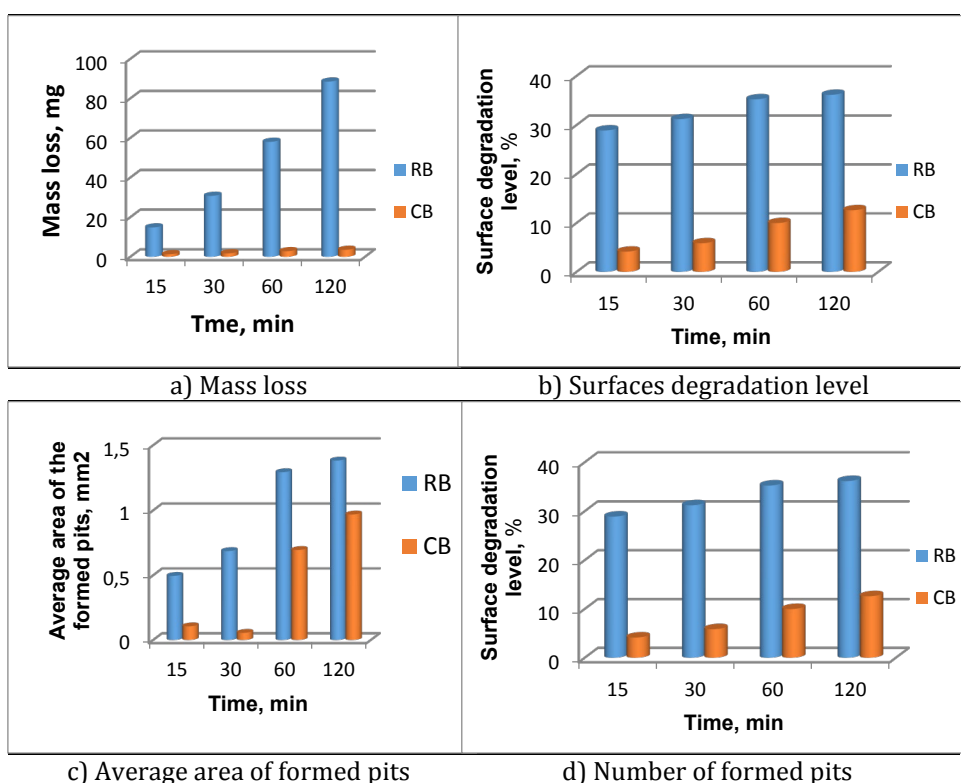 Mass loss, mg
100
80
60
40
20
0
15 30 60 120
Tme, min
RB
CB
Surface degradation
level, %
40
30
20
10
0
15 30 60 120
Time, min
RB
CB
a) Mass loss
b) Surfaces degradation level
Average area of the
formed pits, mm2
1,5
1
0,5
0
15 30 60 120
Time, min
RB
CB
Surface degradation
level, %
40
30
20
10
0
15 30 60 120
Time, min
RB
CB
c) Average area of formed pits
d) Number of formed pits